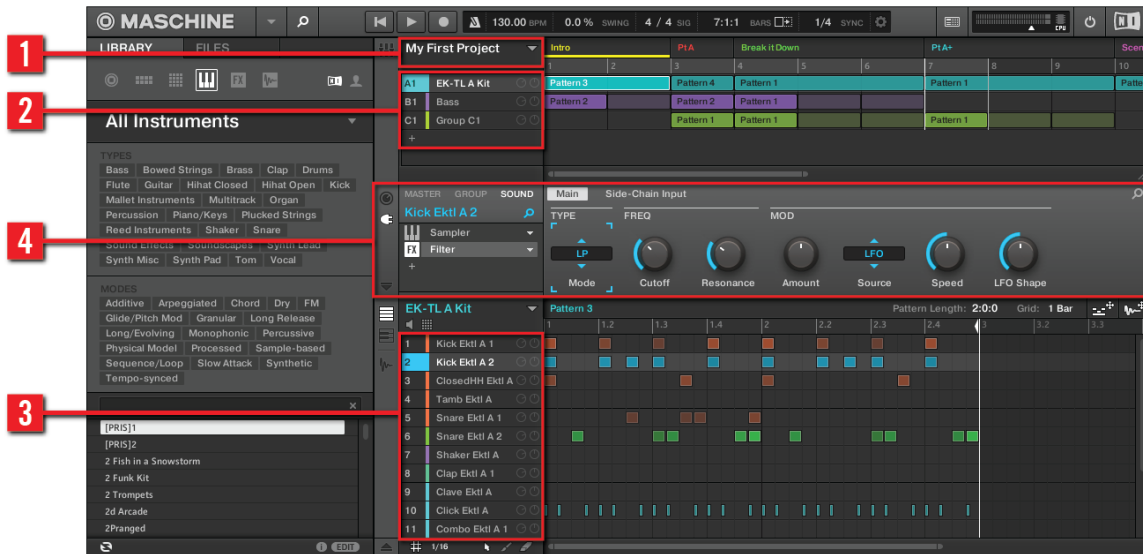 MASCHINE
130.00 BPM 0.0 % SWING 4 / 4 SIG 7:1:1 BARS 1/4 SYNC CPU
LIBRARY FILES
1
My First Project
Intro Pt A Break it Down Pt A+ Scen
1 2 3 4 5 6 7 8 9 10
2
A1 EK-TL A Kit
Pattern 3 Pattern 4 Pattern 1 Pattern 1 Patte
B1 Bass
Pattern 2 Pattern 2 Pattern 1
C1 Group C1
Pattern 1 Pattern 1 Pattern 1
+
FX
All Instruments
TYPES
Bass Bowed Strings Brass Clap Drums
Flute Guitar Hihat Closed Hihat Open Kick
Mallet Instruments Multitrack Organ
Percussion Piano/Keys Plucked Strings
Reed Instruments Shaker Snare
Sound Effects Soundscapes Synth Lead
Synth Misc Synth Pad Tom Vocal
4
MASTER GROUP SOUND
Kick Ektl A 2
Sampler
FX Filter
+
Main Side-Chain Input
TYPE FREQ MOD
LP LFO
Mode Cutoff Resonance Amount Source Speed LFO Shape
MODES
Additive Arpeggiated Chord Dry FM
Glide/Pitch Mod Granular Long Release
Long/Evolving Monophonic Percussive
Physical Model Processed Sample-based
Sequence/Loop Slow Attack Synthetic
Tempo-synced
EK-TL A Kit
Pattern 3 Pattern Length: 2:0:0 Grid: 1 Bar
1 1.2 1.3 1.4 2 2.2 2.3 2.4 3 3.2 3.3
3
1 Kick Ektl A 1
2 Kick Ektl A 2
3 ClosedHH Ektl A
4 Tamb Ektl A
5 Snare Ektl A 1
6 Snare Ektl A 2
7 Shaker Ektl A
8 Clap Ektl A 1
9 Clave Ektl A
10 Click Ektl A
11 Combo Ektl A 1
1/16
[PRIS]1
[PRIS]2
2 Fish in a Snowstorm
2 Funk Kit
2 Trompets
2d Arcade
2Pranged
EDIT